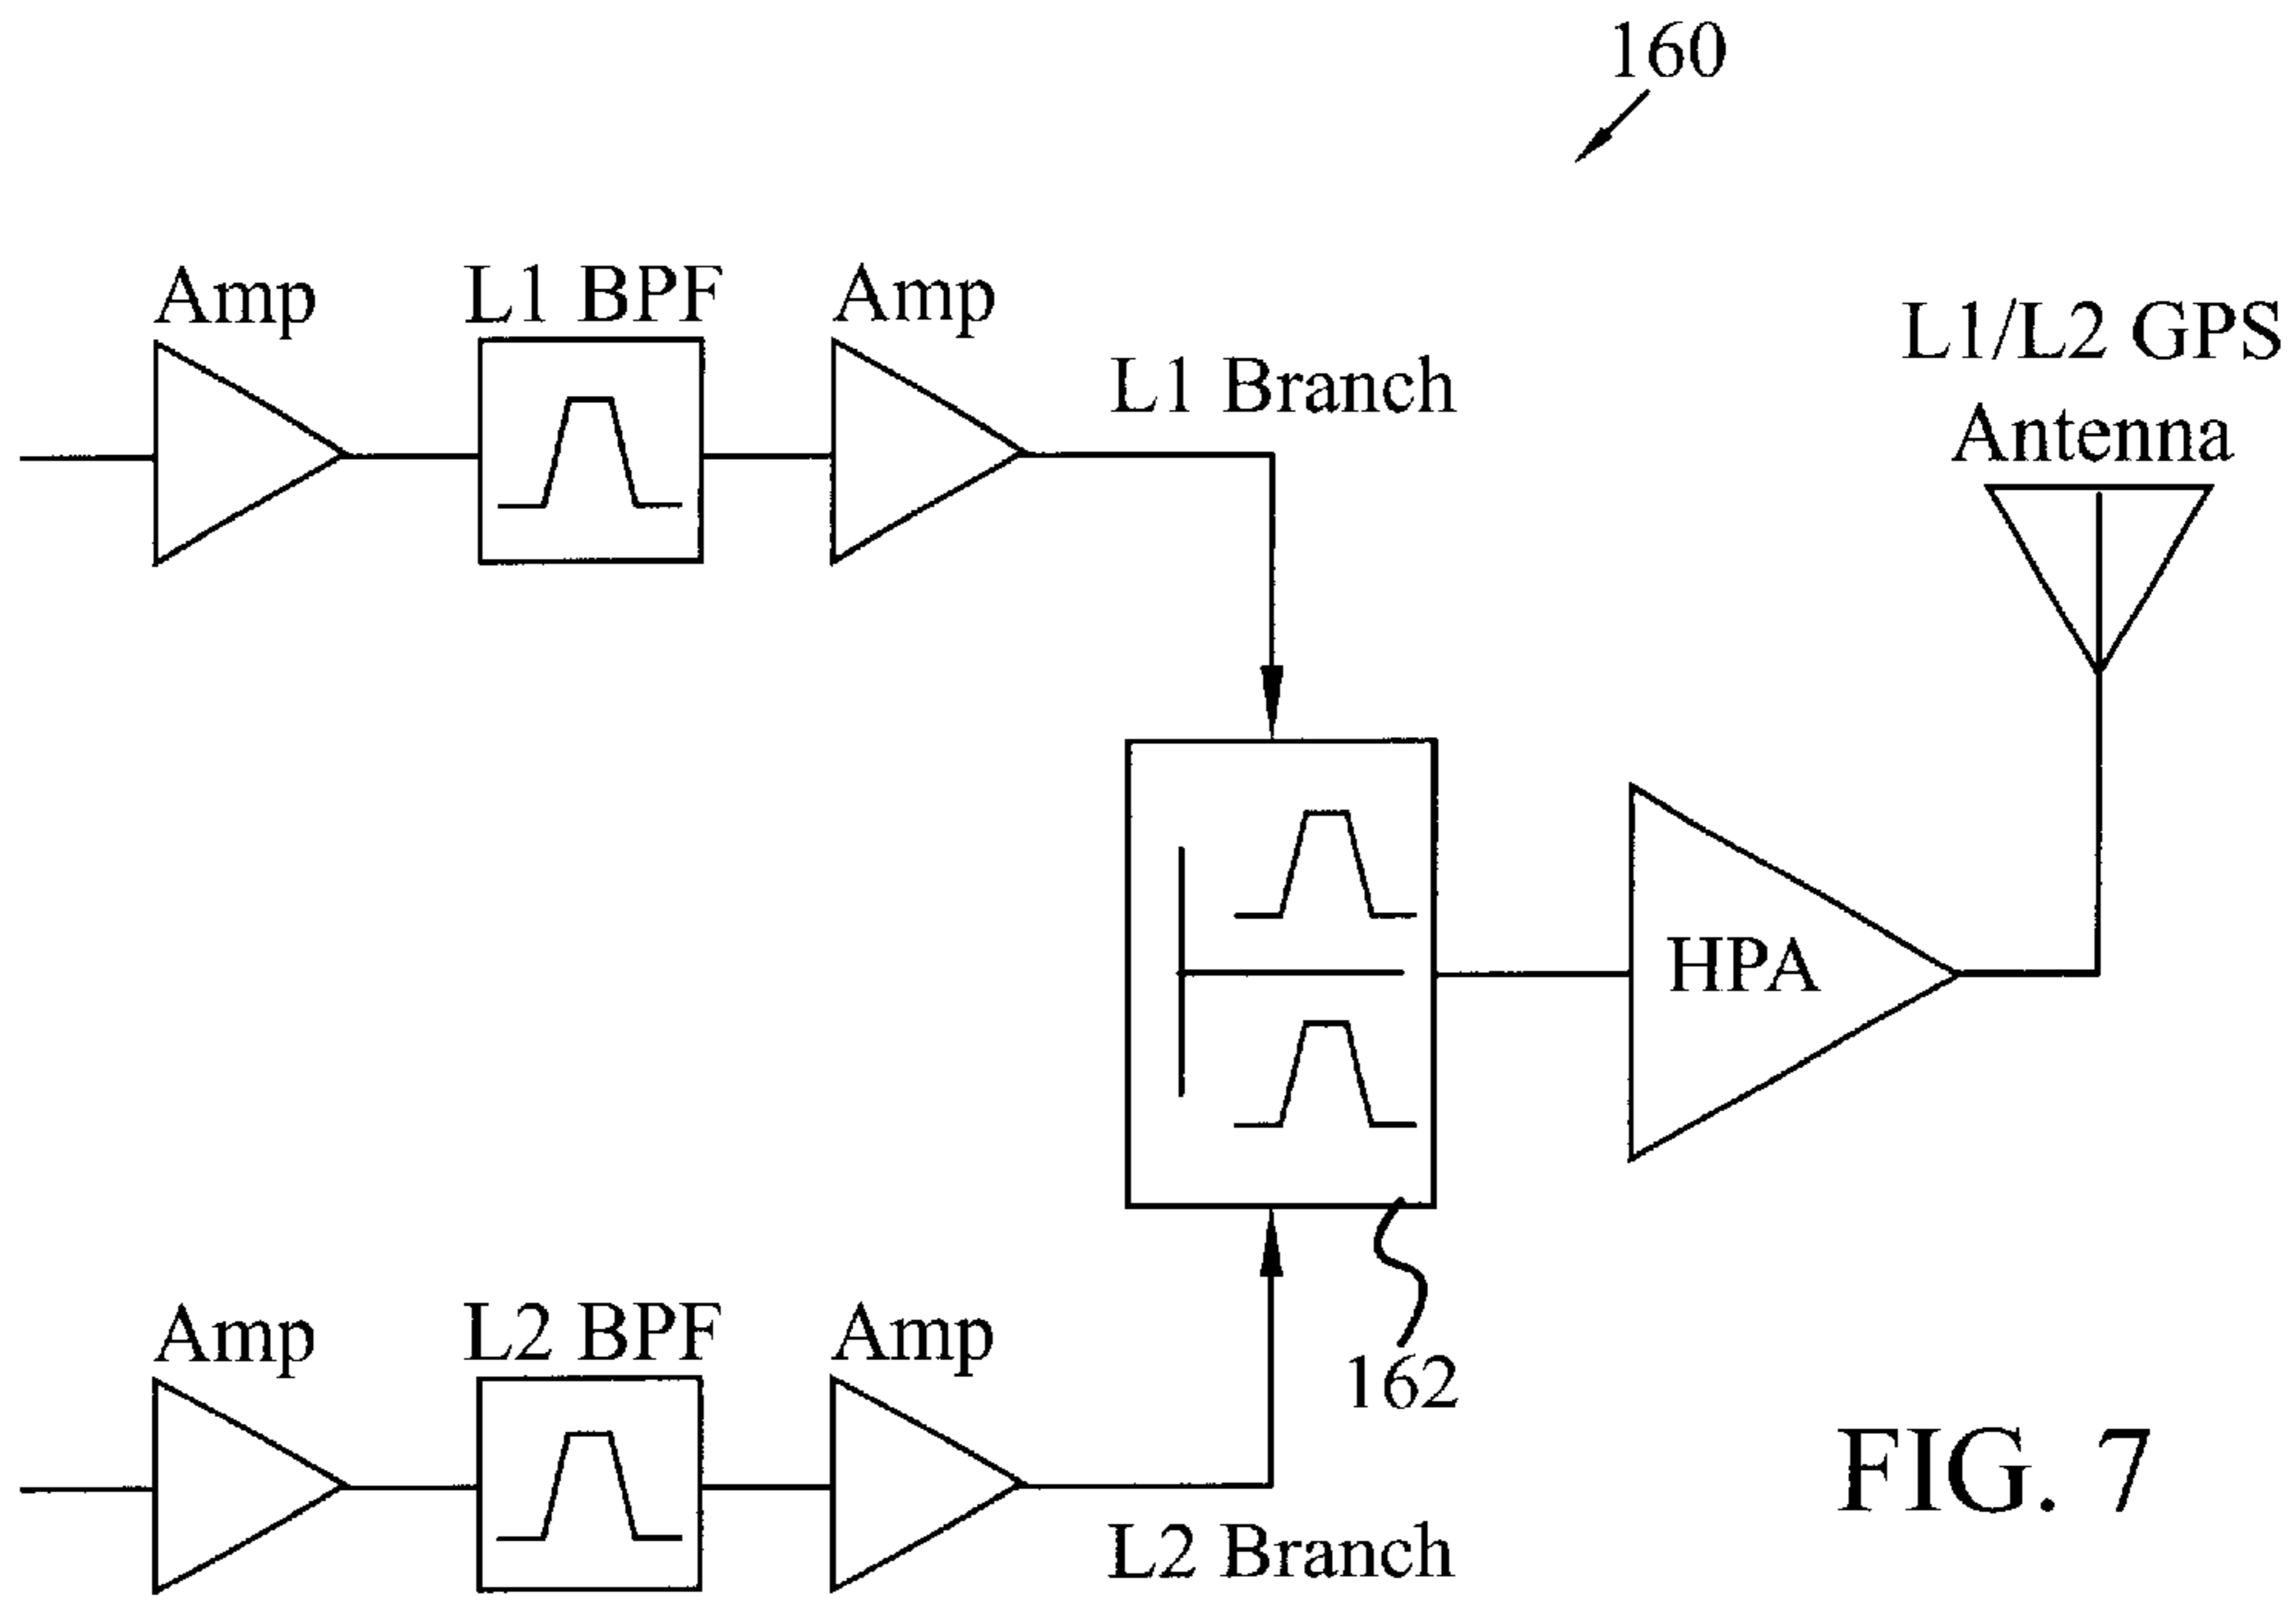 160
Amp
L1 BPF
Amp
L1 Branch
L1/L2 GPS
Antenna
HPA
Amp
L2 BPF
Amp
162
L2 Branch
FIG. 7